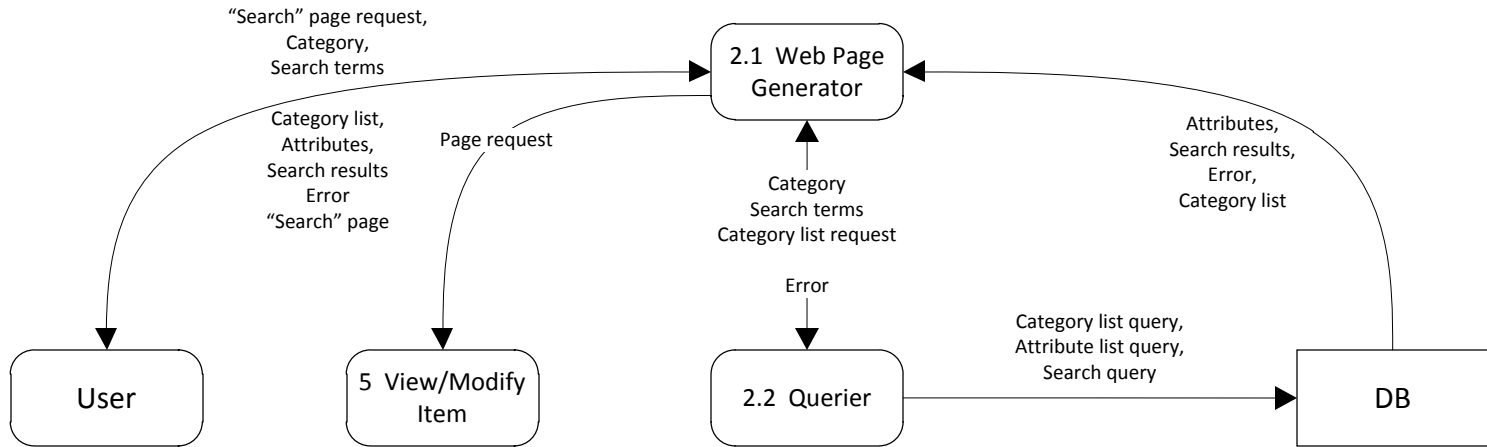 “Search” page request,
Category,
Search terms
2.1  Web Page
Generator
Category list,
Attributes,
Search results
Error
“Search” page
Page request
Attributes,
Search results,
Error,
Category list
Category
Search terms
Category list request
Error
Category list query,
Attribute list query,
Search query
User
5  View/Modify
Item
2.2  Querier
DB